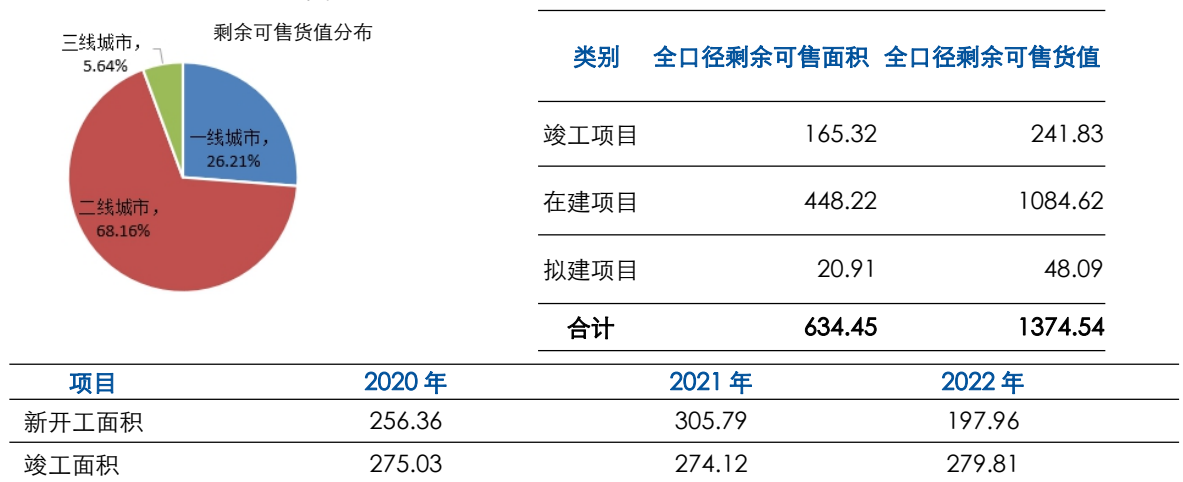 剩余可售货值分布
三线城市，
5.64%
一线城市，
26.21%
二线城市，
68.16%
类别 全口径剩余可售面积 全口径剩余可售货值
竣工项目 165.32 241.83
在建项目 448.22 1084.62
拟建项目 20.91 48.09
合计 634.45 1374.54
项目 2020 年 2021 年 2022 年
新开工面积 256.36 305.79 197.96
竣工面积 275.03 274.12 279.81